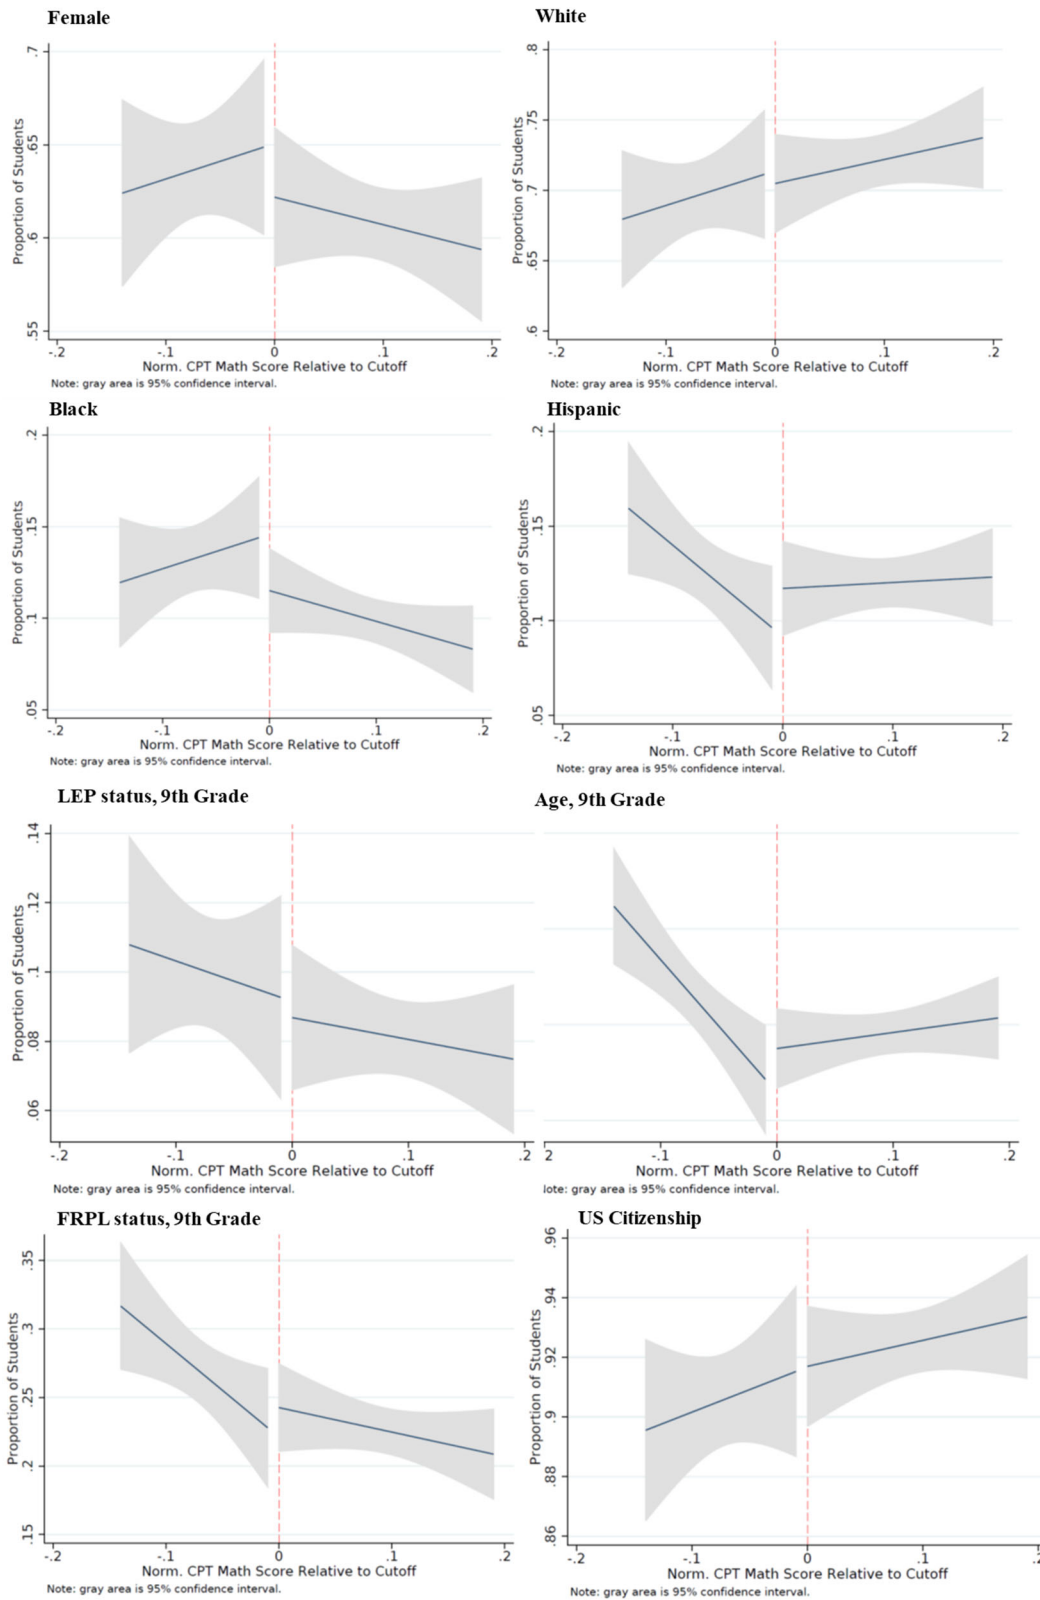 Female
.7
.65
.6
.55
Proportion of Students
-.2 -.1 0 .1 .2
Norm. CPT Math Score Relative to Cutoff
Note: gray area is 95% confidence interval.
White
.8
.75
.7
.65
.6
Proportion of Students
-.2 -.1 0 .1 .2
Norm. CPT Math Score Relative to Cutoff
Note: gray area is 95% confidence interval.
Black
.2
.15
.1
.05
Proportion of Students
-.2 -.1 0 .1 .2
Norm. CPT Math Score Relative to Cutoff
Note: gray area is 95% confidence interval.
Hispanic
.2
.15
.1
.05
Proportion of Students
-.2 -.1 0 .1 .2
Norm. CPT Math Score Relative to Cutoff
Note: gray area is 95% confidence interval.
LEP status, 9th Grade
.14
.12
.1
.08
.06
Proportion of Students
-.2 -.1 0 .1 .2
Norm. CPT Math Score Relative to Cutoff
Note: gray area is 95% confidence interval.
Age, 9th Grade
2 -.1 0 .1 .2
Norm. CPT Math Score Relative to Cutoff
lote: gray area is 95% confidence interval.
FRPL status, 9th Grade
.35
.3
.25
.2
.15
Proportion of Students
-.2 -.1 0 .1 .2
Norm. CPT Math Score Relative to Cutoff
Note: gray area is 95% confidence interval.
US Citizenship
.96
.94
.92
.9
.88
.86
Proportion of Students
-.2 -.1 0 .1 .2
Norm. CPT Math Score Relative to Cutoff
Note: gray area is 95% confidence interval.